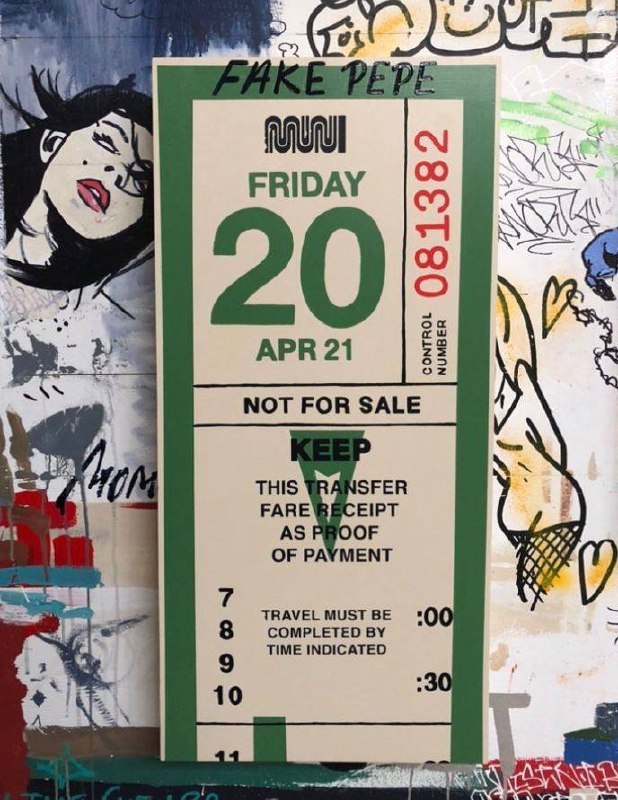 FAKE PEPE
MUNI
FRIDAY
20
APR 21
081382
CONTROL
NUMBER
NOT FOR SALE
KEEP
THIS TRANSFER
FARE RECEIPT
AS PROOF
OF PAYMENT
7
8
9
10
TRAVEL MUST BE
COMPLETED BY
TIME INDICATED
:00
:30
11